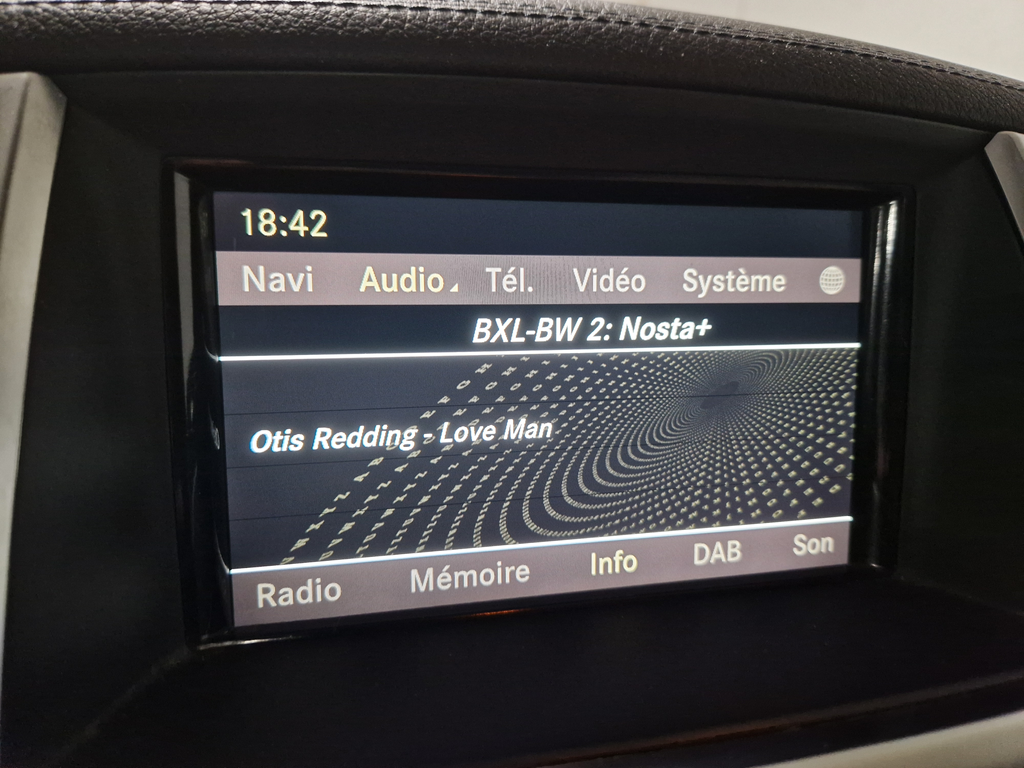 18:42
Navi Audio Tél. Vidéo Système
BXL-BW 2: Nosta+
Otis Redding - Love Man
Radio Mémoire Info DAB Son